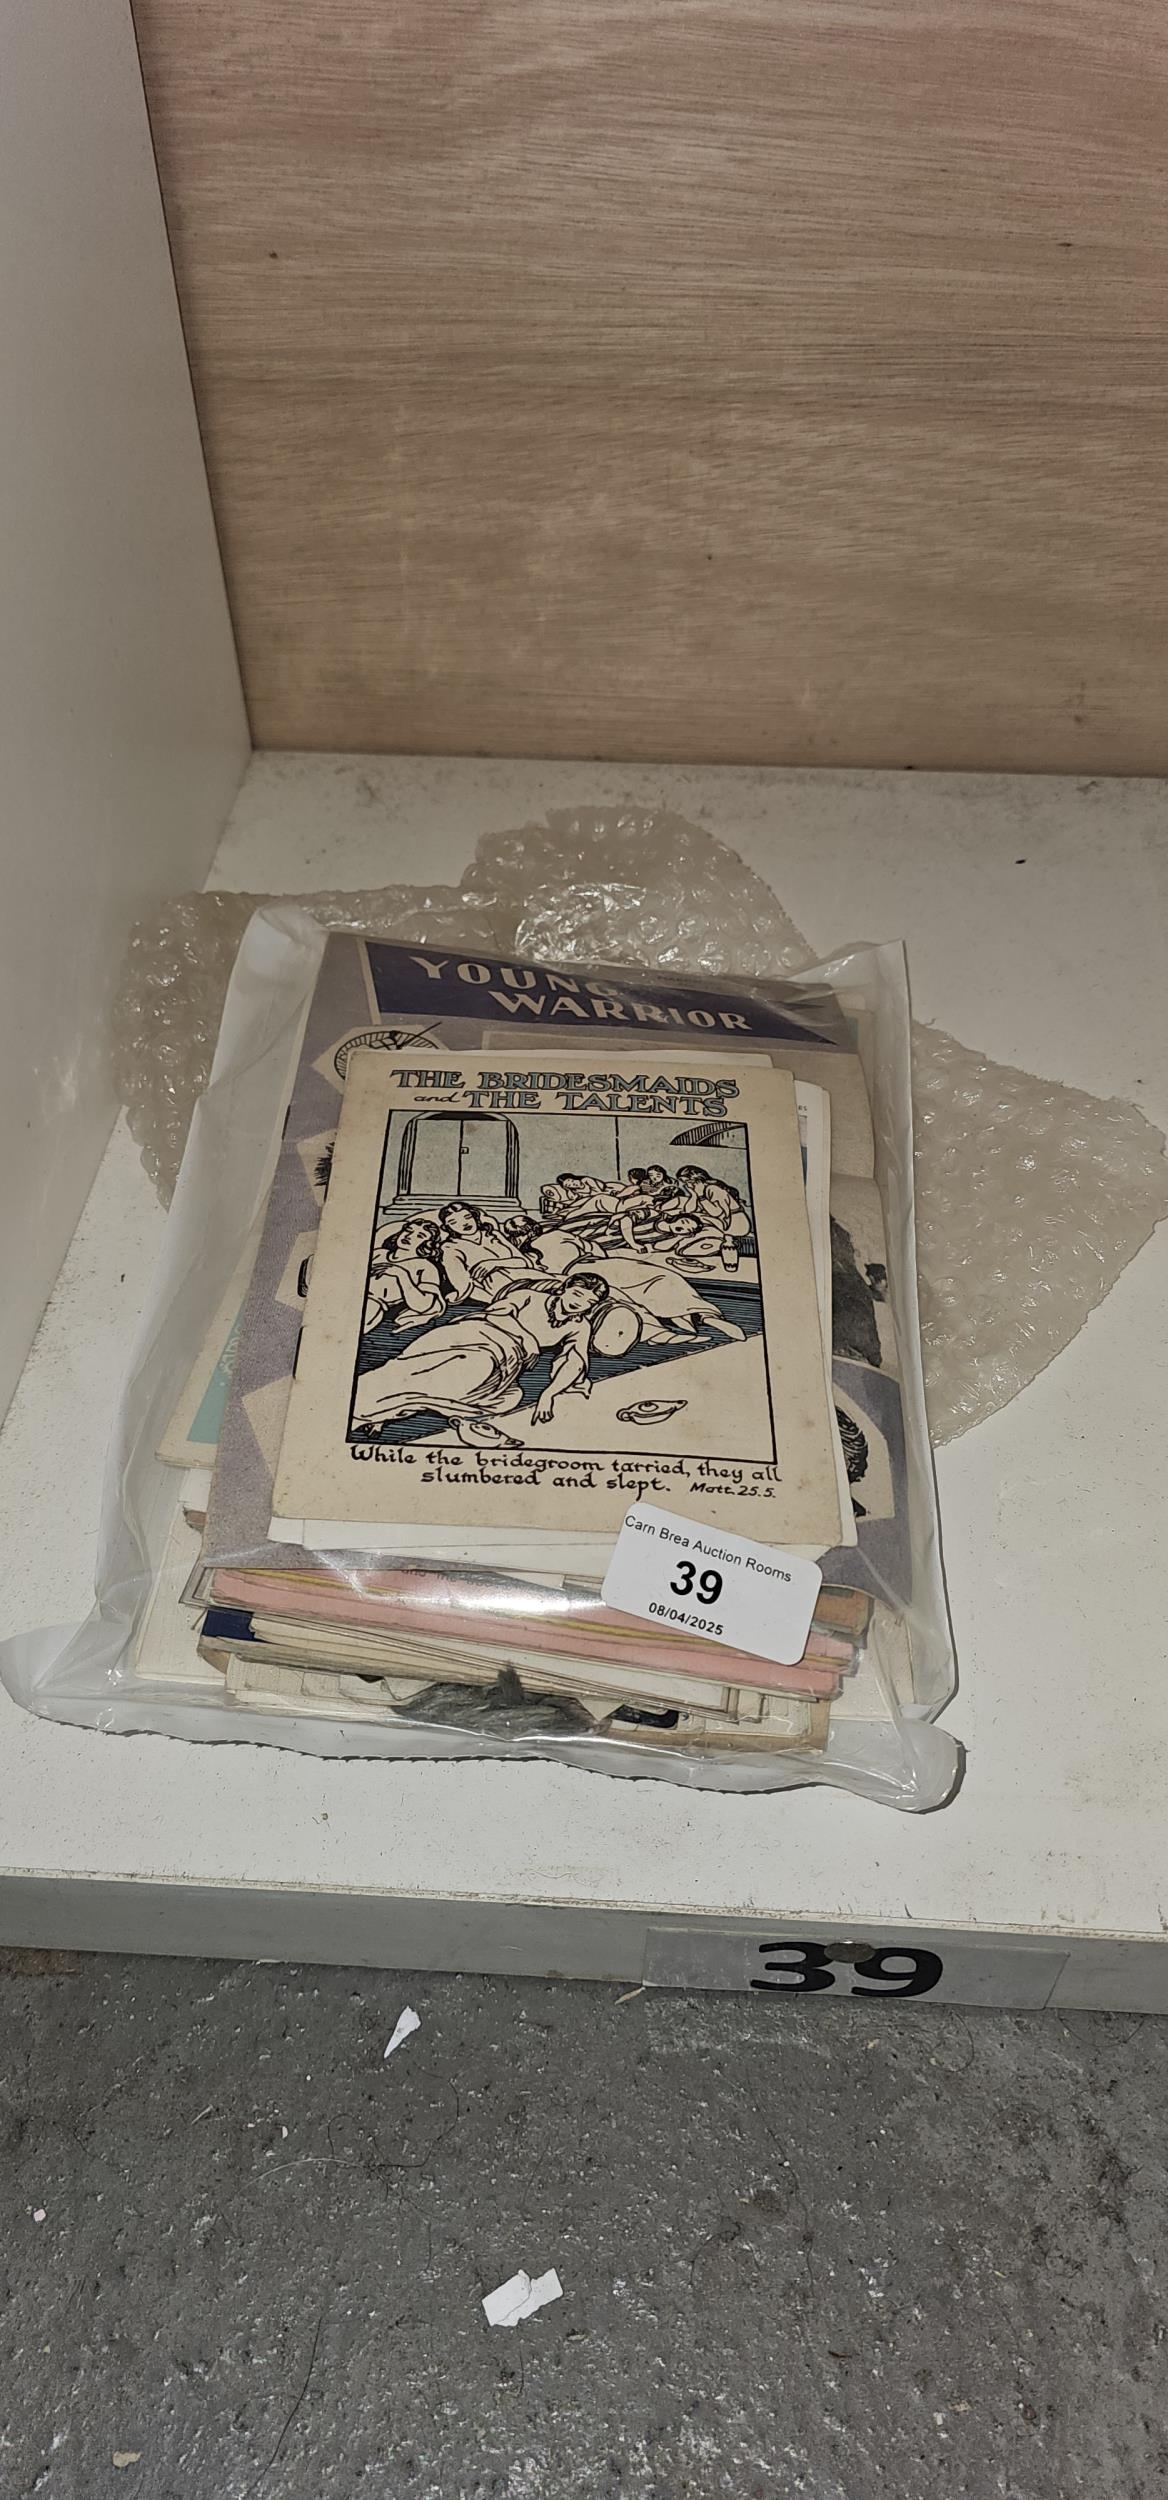 YOUNG
WARRIOR
THE BRIDESMAIDS
and THE TALENTS
While the bridegroom tarried, they all
slumbered and slept. Matt. 25.5.
Carn Brea Auction Rooms
39
08/04/2025
39